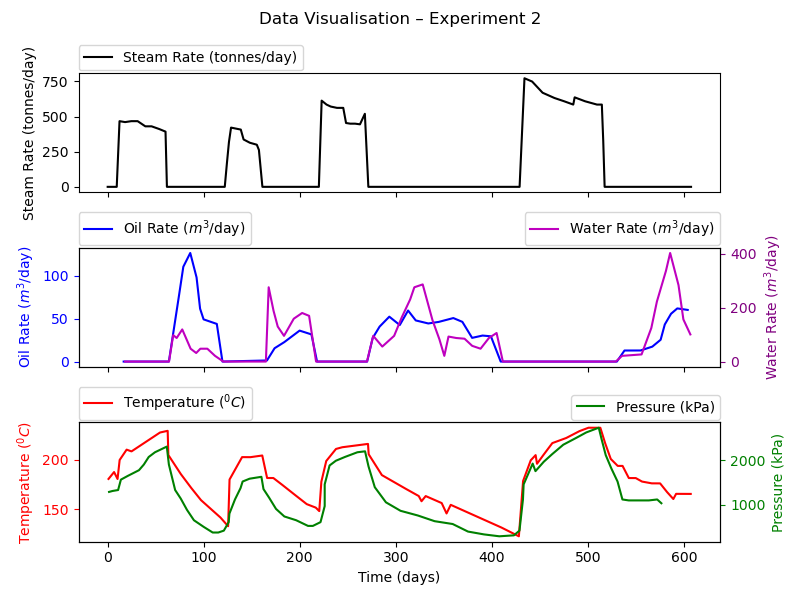 Data Visualisation – Experiment 2
Steam Rate (tonnes/day)
Steam Rate (tonnes/day)
750
500
250
0
Oil Rate (m³/day)
Water Rate (m³/day)
Oil Rate (m³/day)
100
50
0
400
200
0
Water Rate (m³/day)
Temperature (⁰C)
Pressure (kPa)
Temperature (⁰C)
200
150
2000
1000
Pressure (kPa)
0 100 200 300 400 500 600
Time (days)